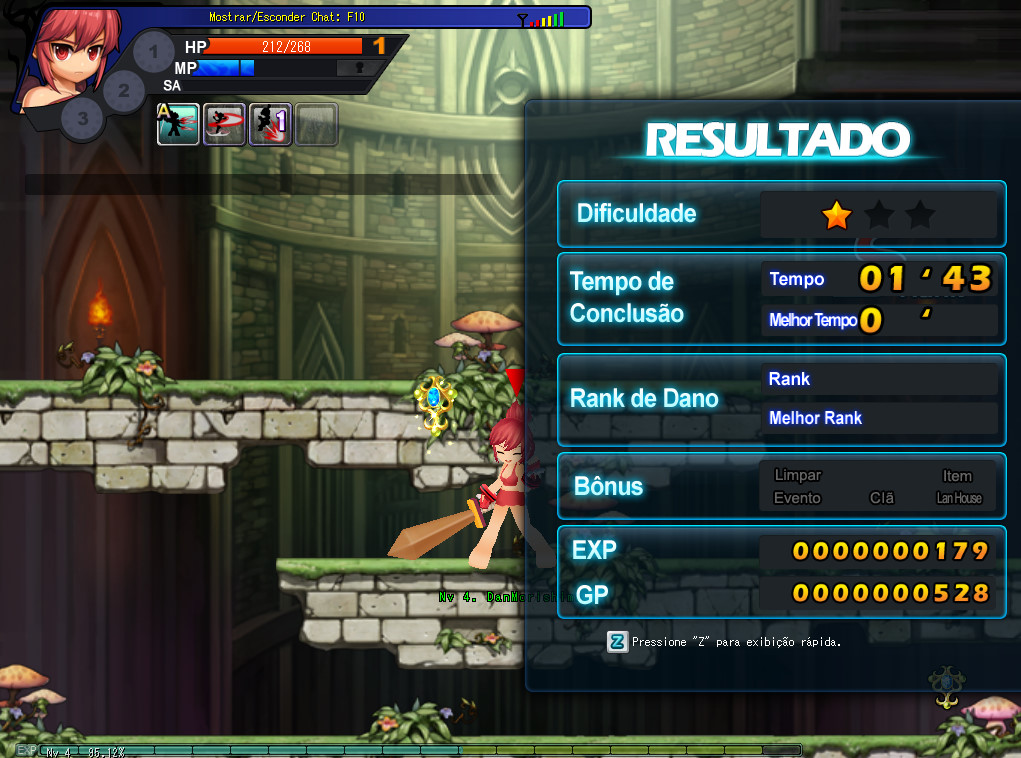 Mostrar/Esconder Chat: F10
HP 212/268 1
MP
SA
1
2
3
A
1
RESULTADO
Dificuldade
Tempo de Conclusão
Tempo 01 ‘ 43
Melhor Tempo 0 ‘
Rank de Dano
Rank
Melhor Rank
Bônus
Limpar Item
Evento Clã Lan House
EXP 0000000179
GP 0000000528
Z Pressione "Z" para exibição rápida.
Nv 4.
EXP Nv 4 85.12%